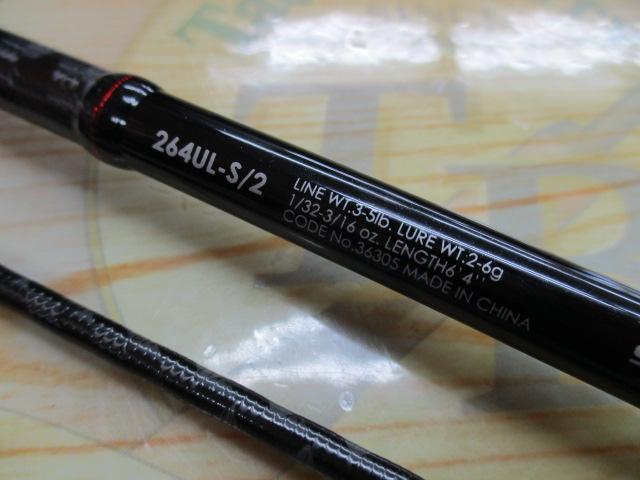 264UL-S/2
LINE WT.3-5lb. LURE WT.2-6g
1/32-3/16 oz. LENGTH6'4"
CODE No.36305 MADE IN CHINA